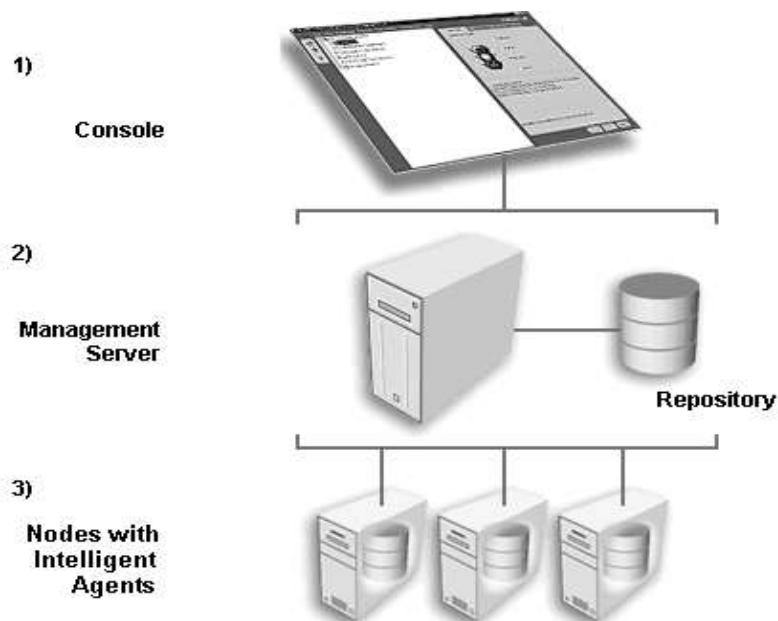 1)
Console
2)
Management
Server
Repository
3)
Nodes with
Intelligent
Agents